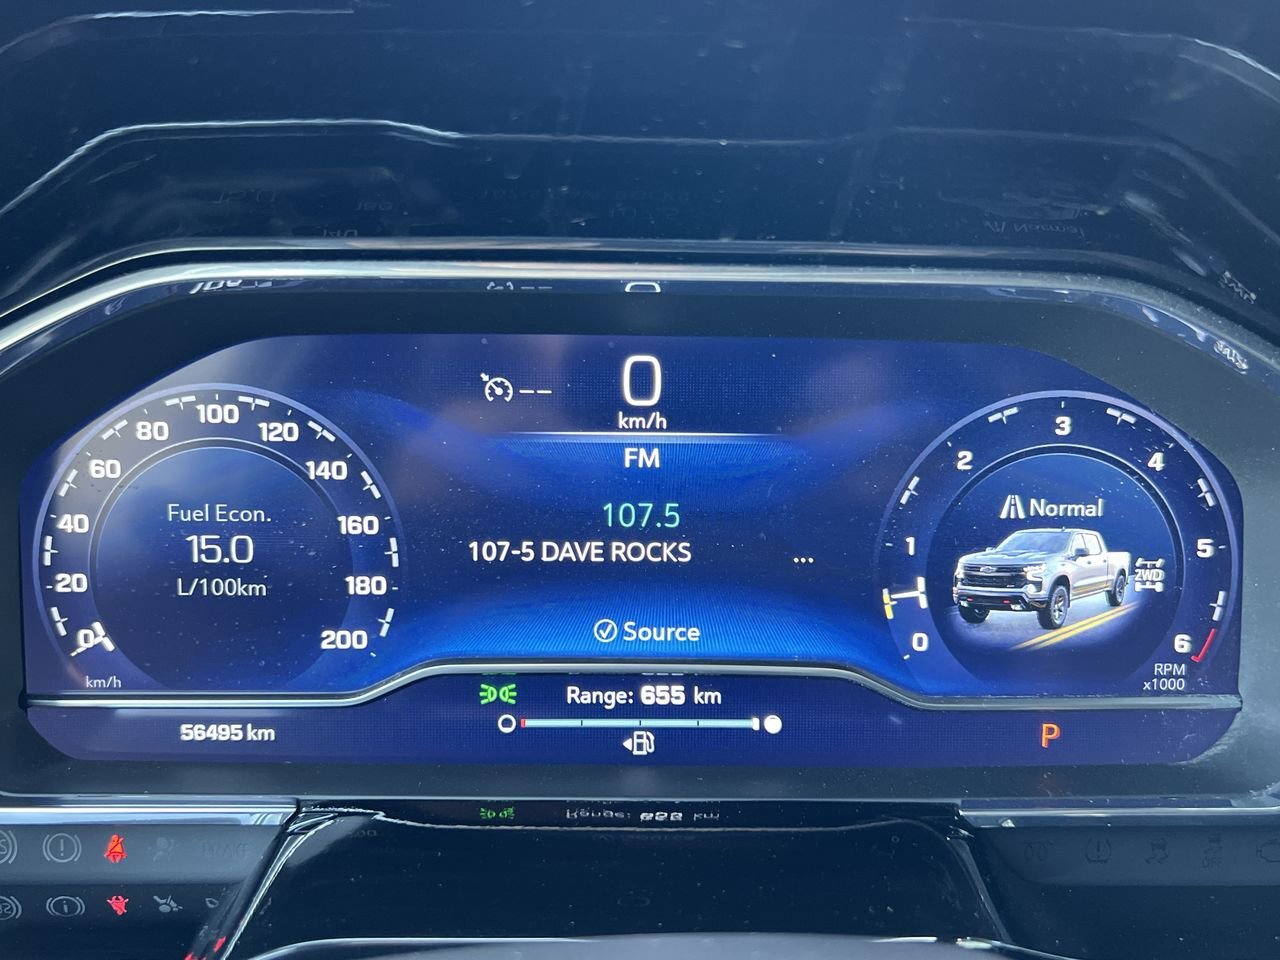 0
km/h
FM
107.5
107-5 DAVE ROCKS ...
Source
0
20
40
60
80
100
120
140
160
180
200
km/h
Fuel Econ.
15.0
L/100km
0
1
2
3
4
5
6
RPM
x1000
Normal
2WD
Range: 655 km
56495 km
P